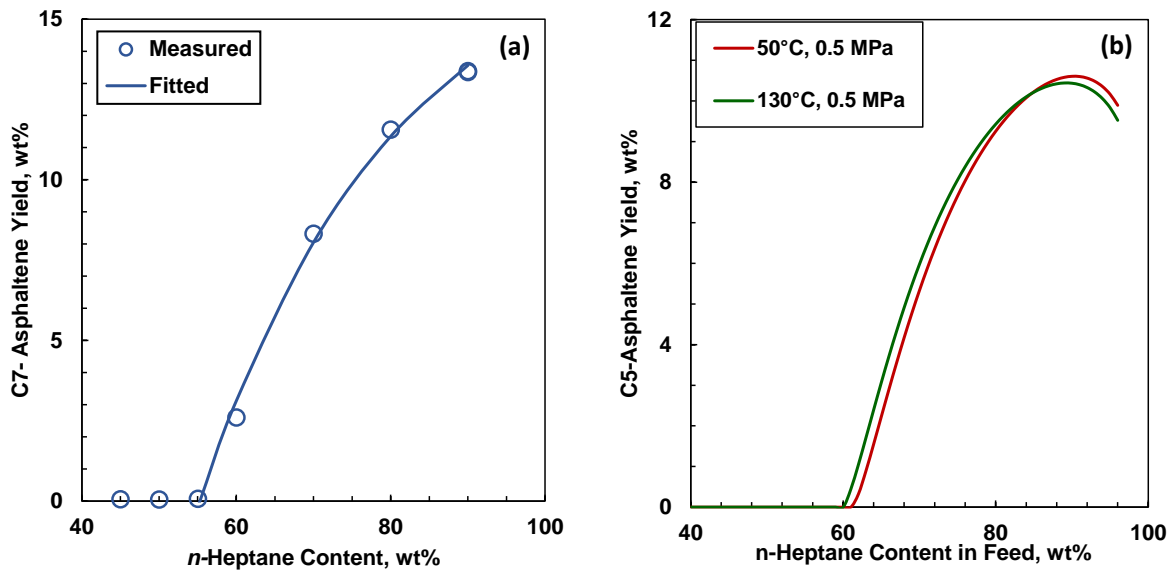 (a)
Measured
Fitted
15
10
5
0
C7- Asphaltene Yield, wt%
40
60
80
100
n-Heptane Content, wt%
(b)
50°C, 0.5 MPa
130°C, 0.5 MPa
12
8
4
0
C5-Asphaltene Yield, wt%
40
60
80
100
n-Heptane Content in Feed, wt%